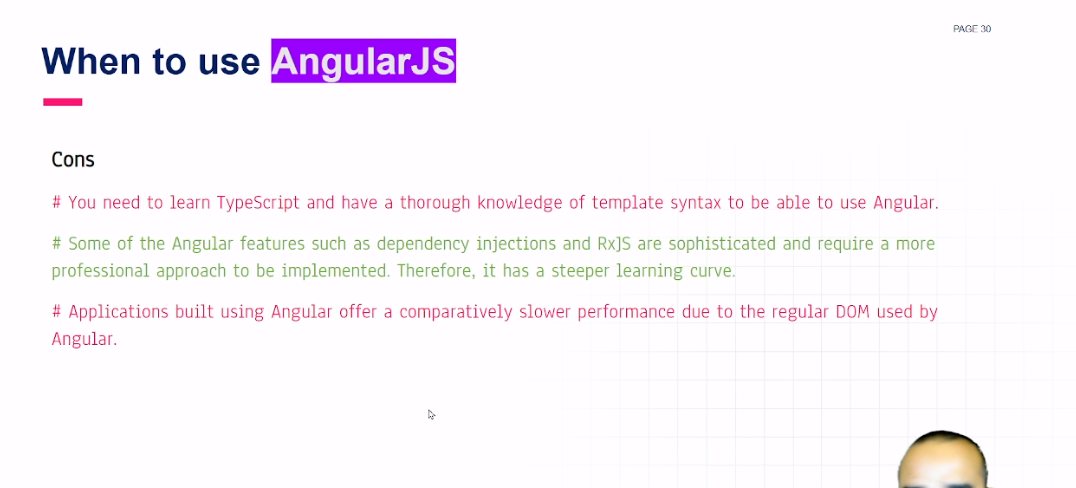 PAGE 30
When to use AngularJS
Cons
# You need to learn TypeScript and have a thorough knowledge of template syntax to be able to use Angular.
# Some of the Angular features such as dependency injections and RxJS are sophisticated and require a more
professional approach to be implemented. Therefore, it has a steeper learning curve.
# Applications built using Angular offer a comparatively slower performance due to the regular DOM used by
Angular.